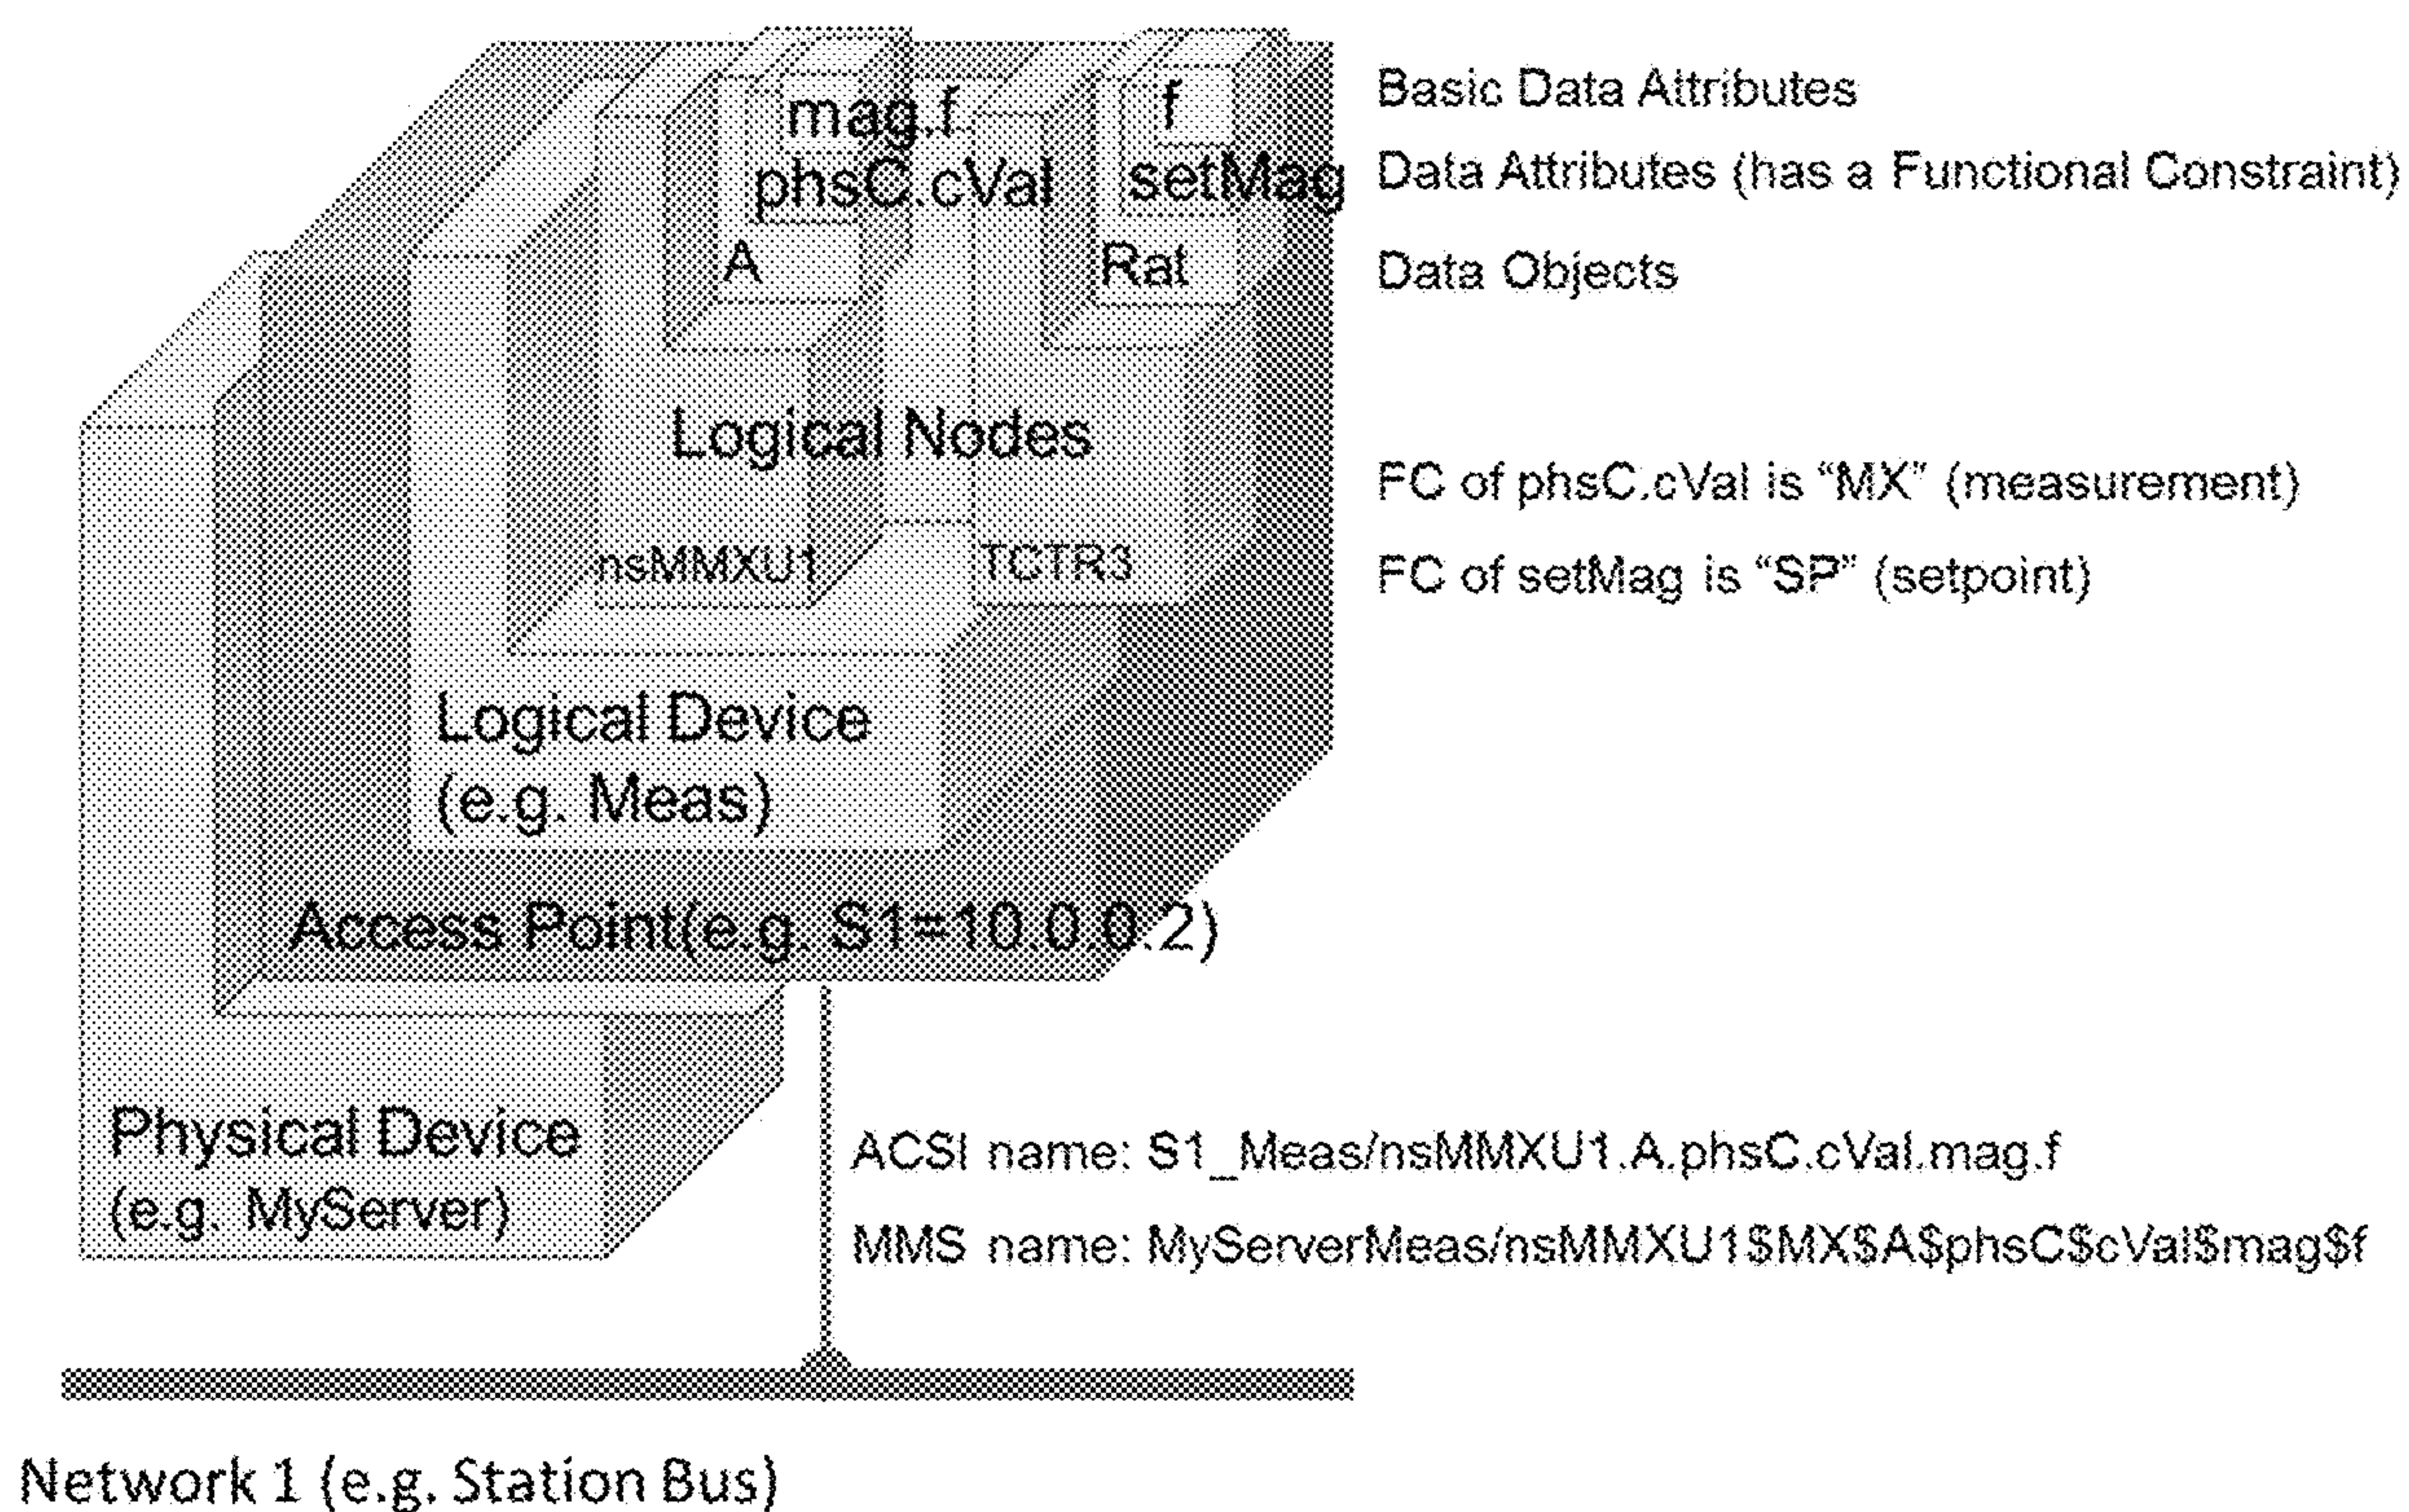 mag.f
f
Basic Data Attributes
phsC.cVal
setMag
Data Attributes (has a Functional Constraint)
A
Rat
Data Objects
Logical Nodes
FC of phsC.cVal is “MX” (measurement)
nsMMXU1
TCTR3
FC of setMag is “SP” (setpoint)
Logical Device
(e.g. Meas)
Access Point(e.g. S1=10.0.0.2)
Physical Device
(e.g. MyServer)
ACSI name: S1_Meas/nsMMXU1.A.phsC.cVal.mag.f
MMS name: MyServerMeas/nsMMXU1$MX$A$phsC$cVal$mag$f
Network 1 (e.g. Station Bus)